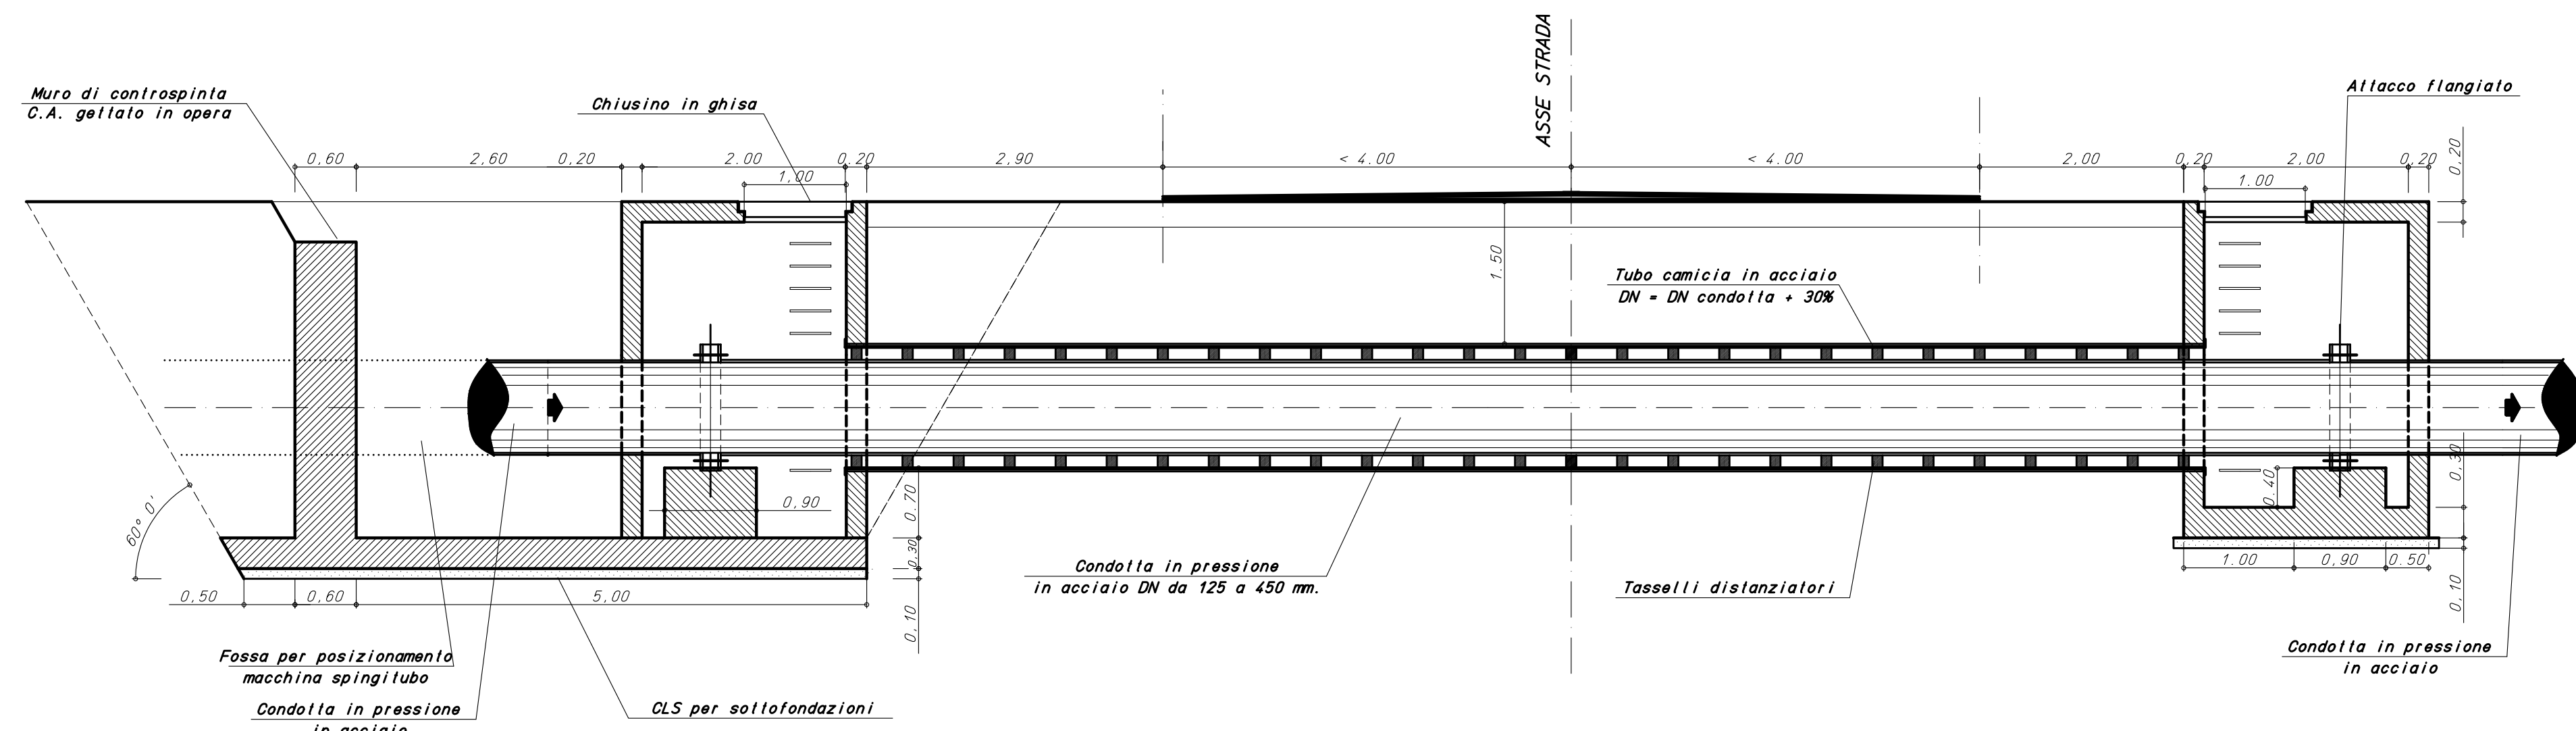 ASSE STRADA
Muro di controspinta
C.A. gettato in opera
Chiusino in ghisa
Attacco flangiato
0,60
2,60
0,20
2.00
0.20
2,90
< 4.00
< 4.00
2,00
0,20
2,00
0,20
0,20
1,00
1.00
1.50
Tubo camicia in acciaio
DN = DN condotta + 30%
60° 0'
0,90
0.70
0,30
0,10
0.40
0,30
0,10
1.00
0,90
0.50
0,50
0,60
5,00
Condotta in pressione
in acciaio DN da 125 a 450 mm.
Tasselli distanziatori
Fossa per posizionamento
macchina spingitubo
Condotta in pressione
in acciaio
CLS per sottofondazioni
Condotta in pressione
in acciaio